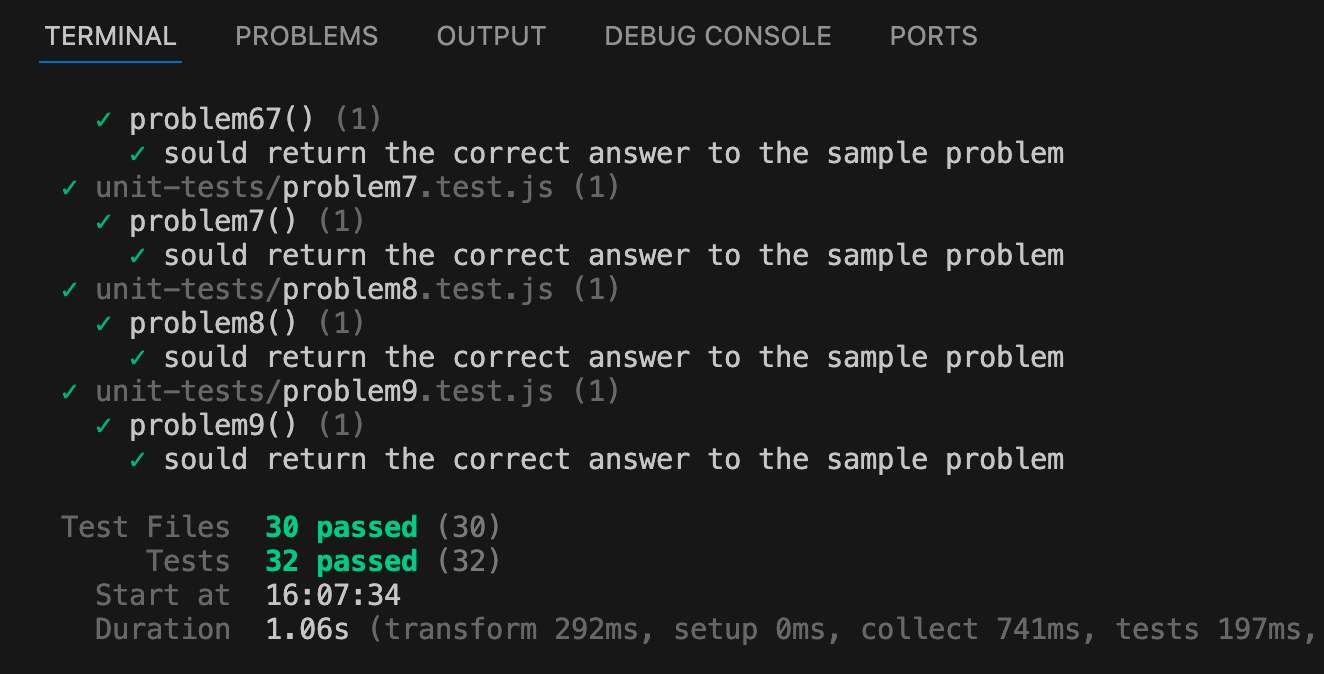 TERMINAL PROBLEMS OUTPUT DEBUG CONSOLE PORTS
✓ problem67() (1)
✓ sould return the correct answer to the sample problem
✓ unit-tests/problem7.test.js (1)
✓ problem7() (1)
✓ sould return the correct answer to the sample problem
✓ unit-tests/problem8.test.js (1)
✓ problem8() (1)
✓ sould return the correct answer to the sample problem
✓ unit-tests/problem9.test.js (1)
✓ problem9() (1)
✓ sould return the correct answer to the sample problem
Test Files 30 passed (30)
Tests 32 passed (32)
Start at 16:07:34
Duration 1.06s (transform 292ms, setup 0ms, collect 741ms, tests 197ms,